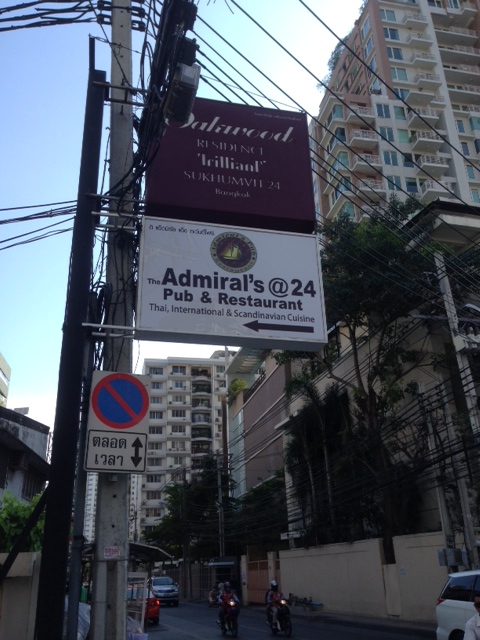 Oakwood
RESIDENCE
Trilliant
SUKHUMVIT 24
Bangkok
The Admiral's @ 24
Pub & Restaurant
Thai, International & Scandinavian Cuisine
ตลอด
เวลา